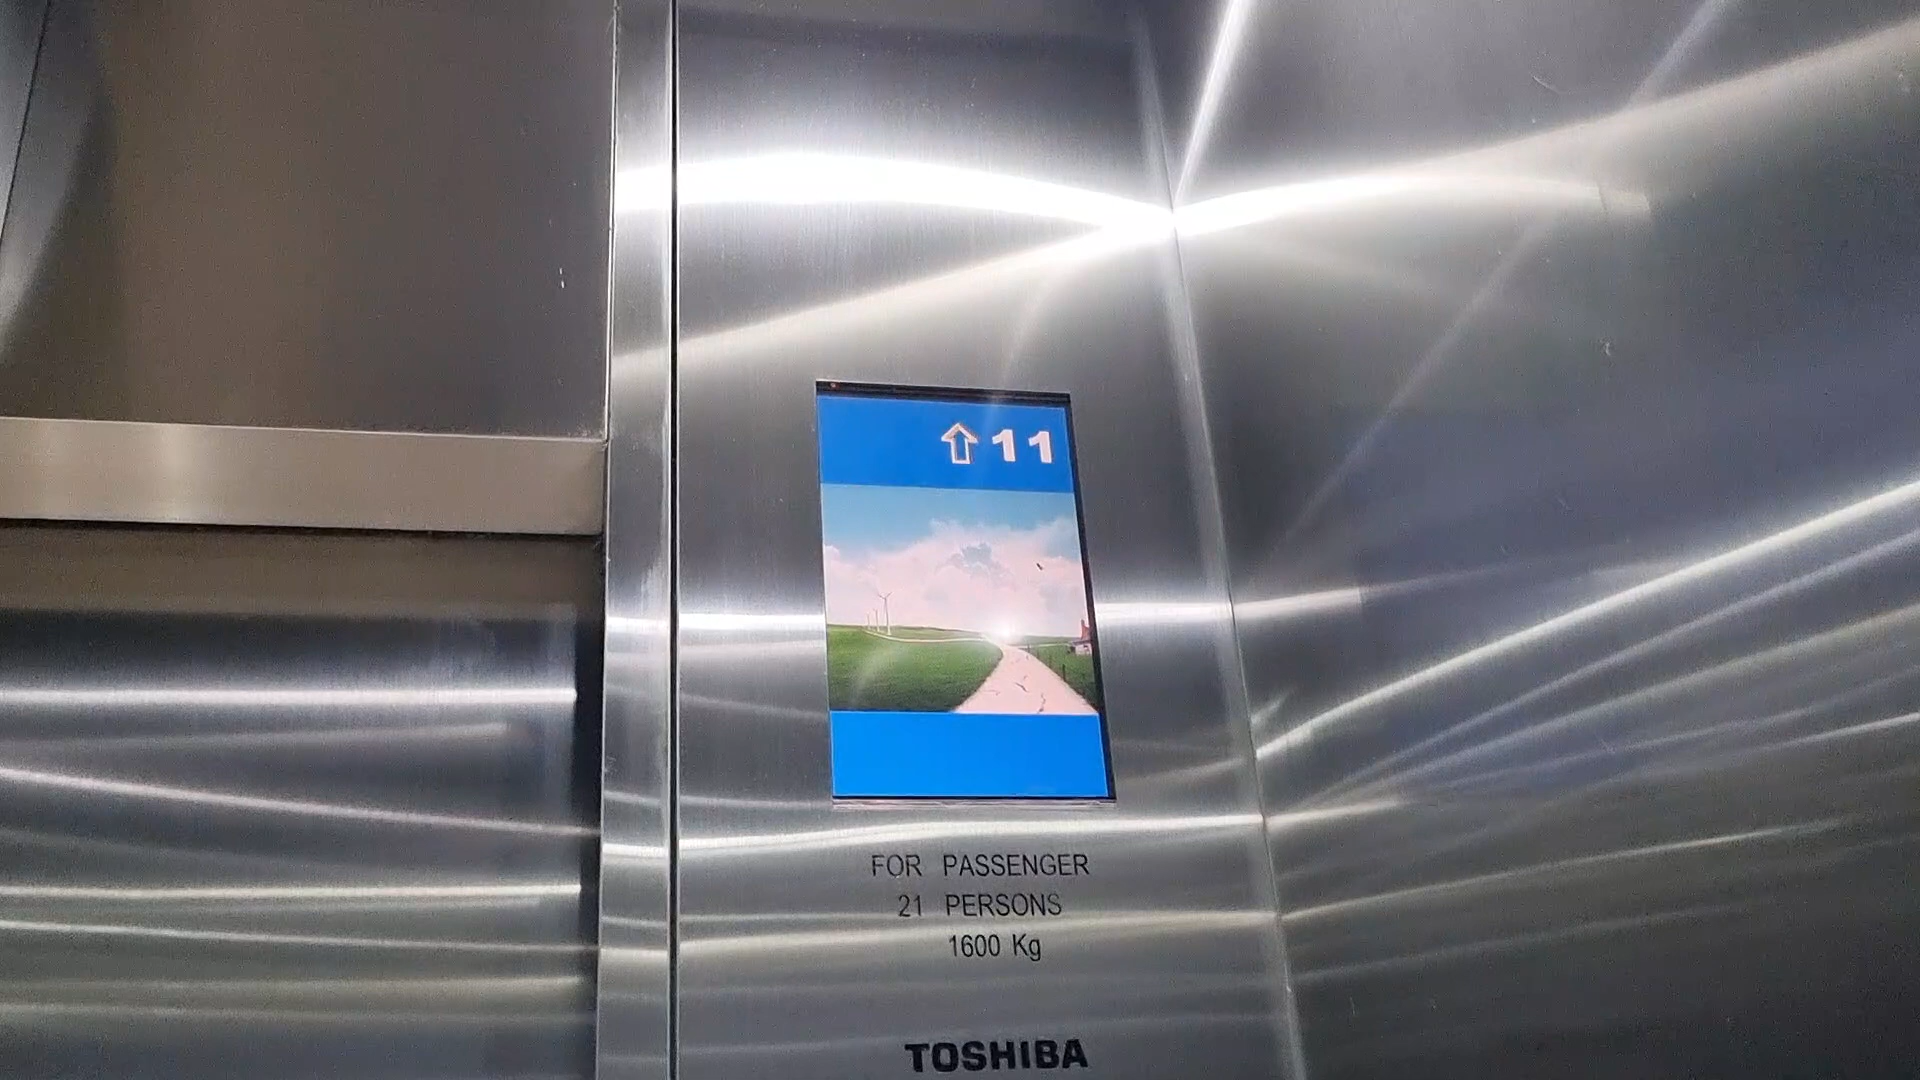 11
FOR PASSENGER
21 PERSONS
1600 Kg
TOSHIBA